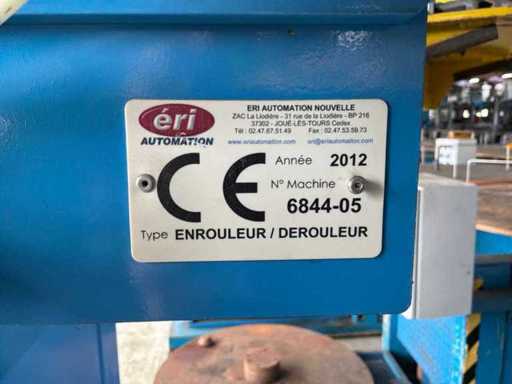 éri
AUTOMATION
ERI AUTOMATION NOUVELLE
ZAC La Liodière - 31 rue de la Liodière - BP 216
37302 - JOUÉ-LÈS-TOURS Cedex
Tél : 02.47.67.51.49 Fax : 02.47.53.59.73
www.eriautomation.com eri@eriautomation.com
CE
Année 2012
N° Machine
6844-05
Type ENROULEUR / DEROULEUR